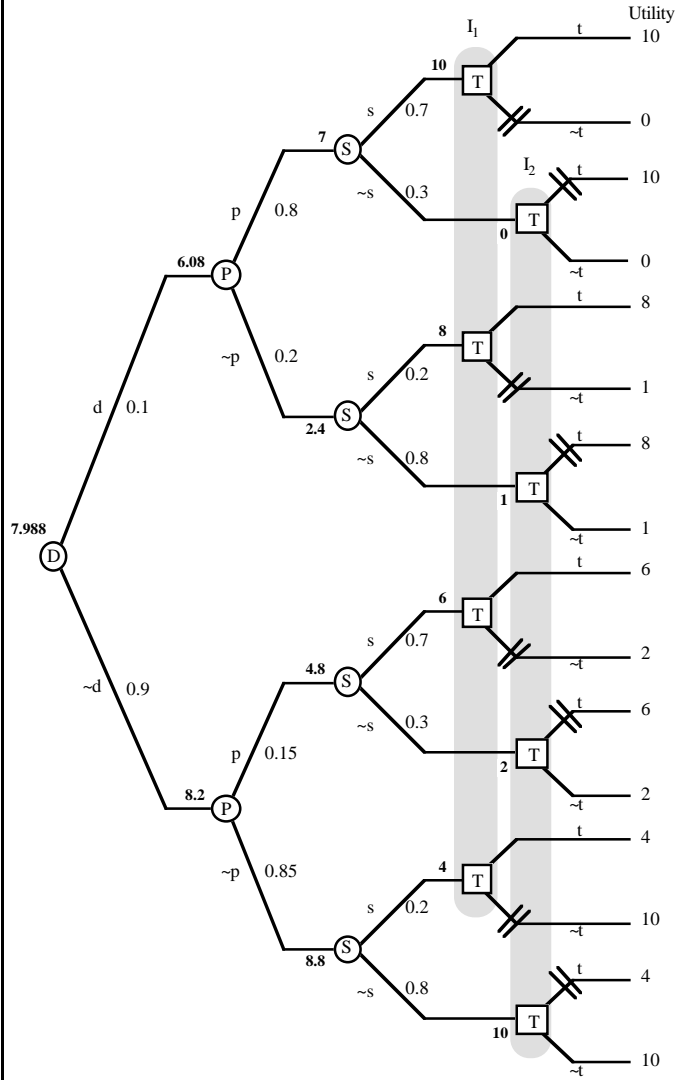 Utility
I1
t
10
10
T
s
0.7
~t
0
7
S
I2
t
10
~s
0.3
T
0
~t
0
p
0.8
6.08
P
t
8
8
T
s
0.2
~t
1
~p
0.2
S
2.4
t
8
~s
0.8
T
1
~t
1
d
0.1
7.988
D
t
6
6
T
s
0.7
~t
2
4.8
S
t
6
~s
0.3
T
2
~t
2
~d
0.9
p
0.15
8.2
P
t
4
4
T
s
0.2
~t
10
~p
0.85
S
8.8
t
4
~s
0.8
T
10
~t
10